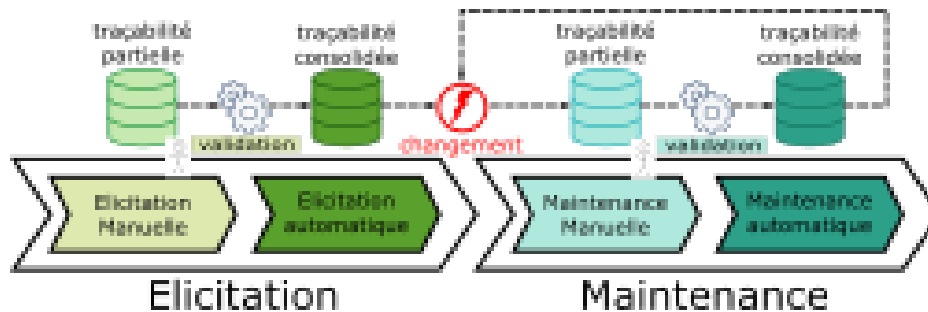 traçabilité
partielle
traçabilité
consolidée
traçabilité
partielle
traçabilité
consolidée
validation
changement
validation
Elicitation
Manuelle
Elicitation
automatique
Maintenance
Manuelle
Maintenance
automatique
Elicitation
Maintenance